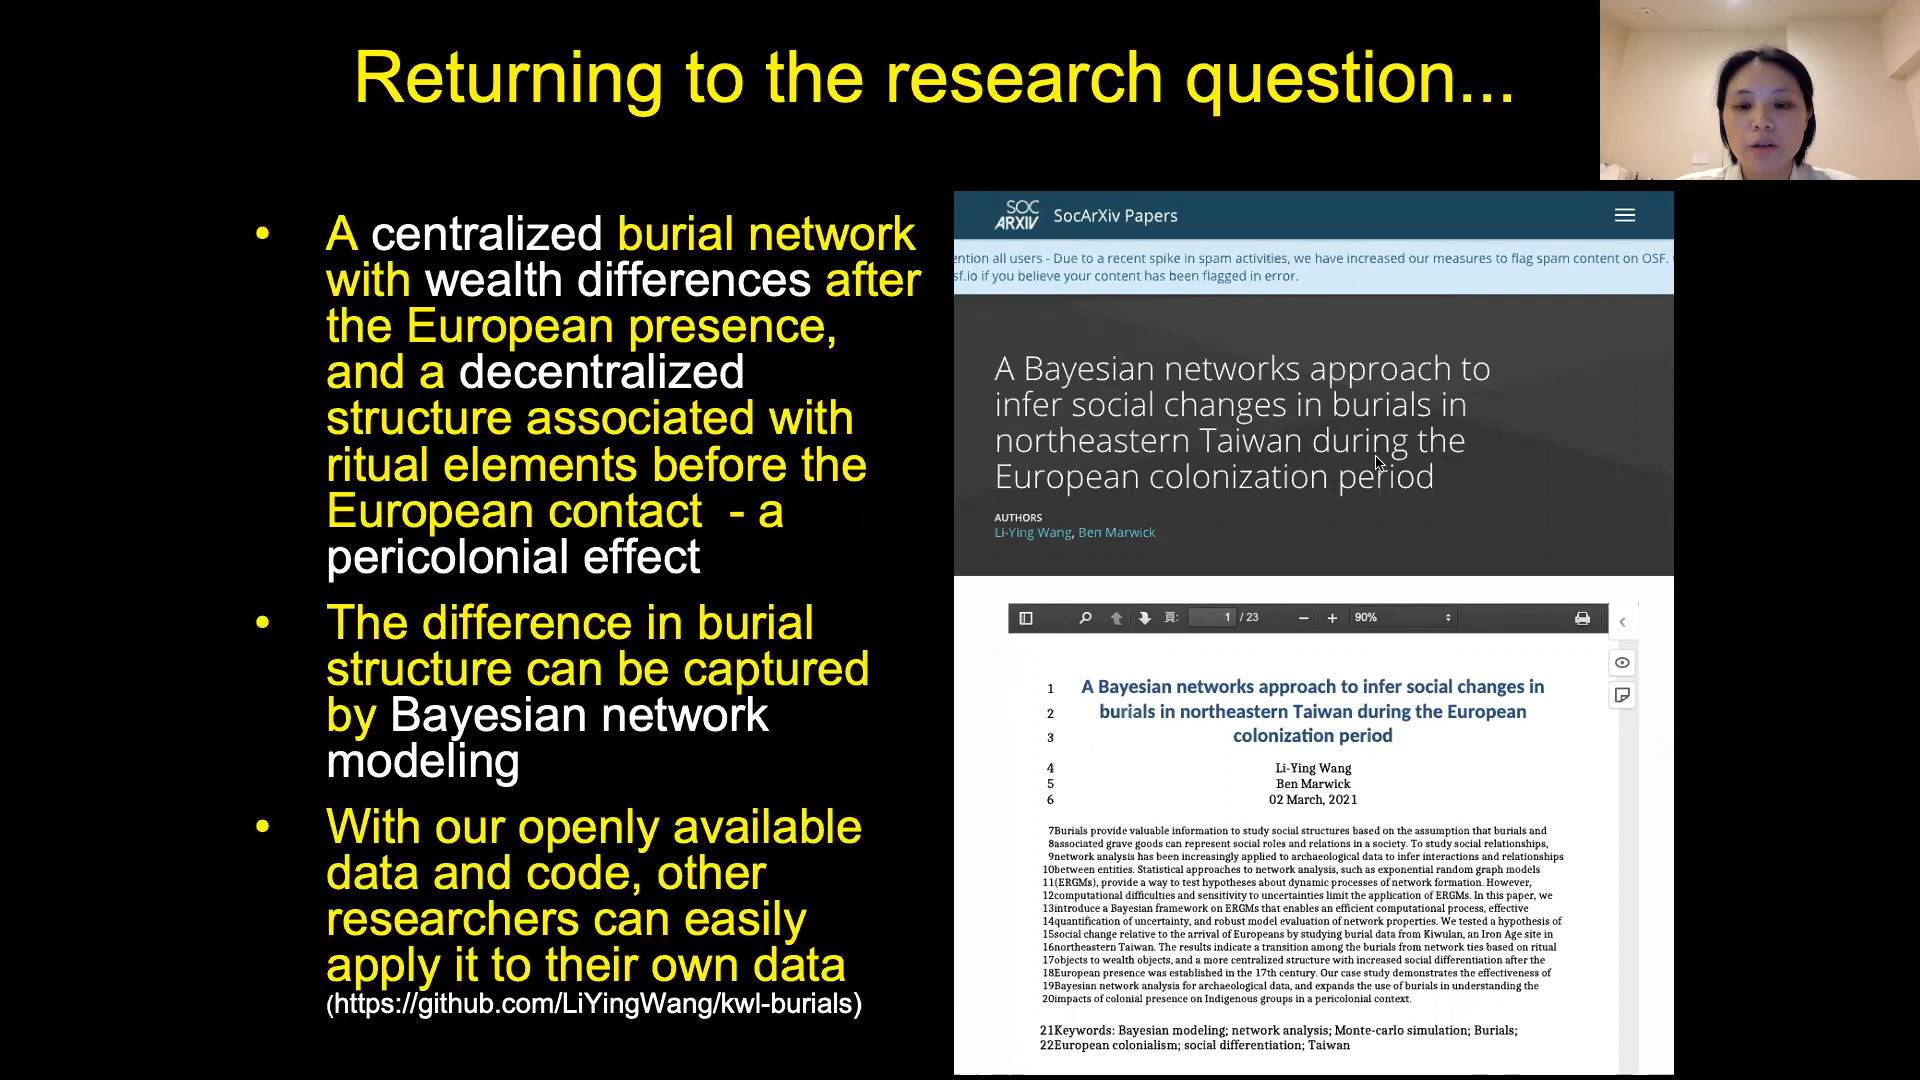 Returning to the research question...
• A centralized burial network
with wealth differences after
the European presence,
and a decentralized
structure associated with
ritual elements before the
European contact - a
pericolonial effect
• The difference in burial
structure can be captured
by Bayesian network
modeling
• With our openly available
data and code, other
researchers can easily
apply it to their own data
(https://github.com/LiYingWang/kwl-burials)
SOC
ARXIV SocArXiv Papers
ention all users - Due to a recent spike in spam activities, we have increased our measures to flag spam content on OSF.
sf.io if you believe your content has been flagged in error.
A Bayesian networks approach to
infer social changes in burials in
northeastern Taiwan during the
European colonization period
AUTHORS
Li-Ying Wang, Ben Marwick
頁: 1 / 23 90%
1 A Bayesian networks approach to infer social changes in
2 burials in northeastern Taiwan during the European
3 colonization period
4 Li-Ying Wang
5 Ben Marwick
6 02 March, 2021
7Burials provide valuable information to study social structures based on the assumption that burials and
8associated grave goods can represent social roles and relations in a society. To study social relationships,
9network analysis has been increasingly applied to archaeological data to infer interactions and relationships
10between entities. Statistical approaches to network analysis, such as exponential random graph models
11(ERGMs), provide a way to test hypotheses about dynamic processes of network formation. However,
12computational difficulties and sensitivity to uncertainties limit the application of ERGMs. In this paper, we
13introduce a Bayesian framework on ERGMs that enables an efficient computational process, effective
14quantification of uncertainty, and robust model evaluation of network properties. We tested a hypothesis of
15social change relative to the arrival of Europeans by studying burial data from Kiwulan, an Iron Age site in
16northeastern Taiwan. The results indicate a transition among the burials from network ties based on ritual
17objects to wealth objects, and a more centralized structure with increased social differentiation after the
18European presence was established in the 17th century. Our case study demonstrates the effectiveness of
19Bayesian network analysis for archaeological data, and expands the use of burials in understanding the
20impacts of colonial presence on Indigenous groups in a pericolonial context.
21Keywords: Bayesian modeling; network analysis; Monte-carlo simulation; Burials;
22European colonialism; social differentiation; Taiwan